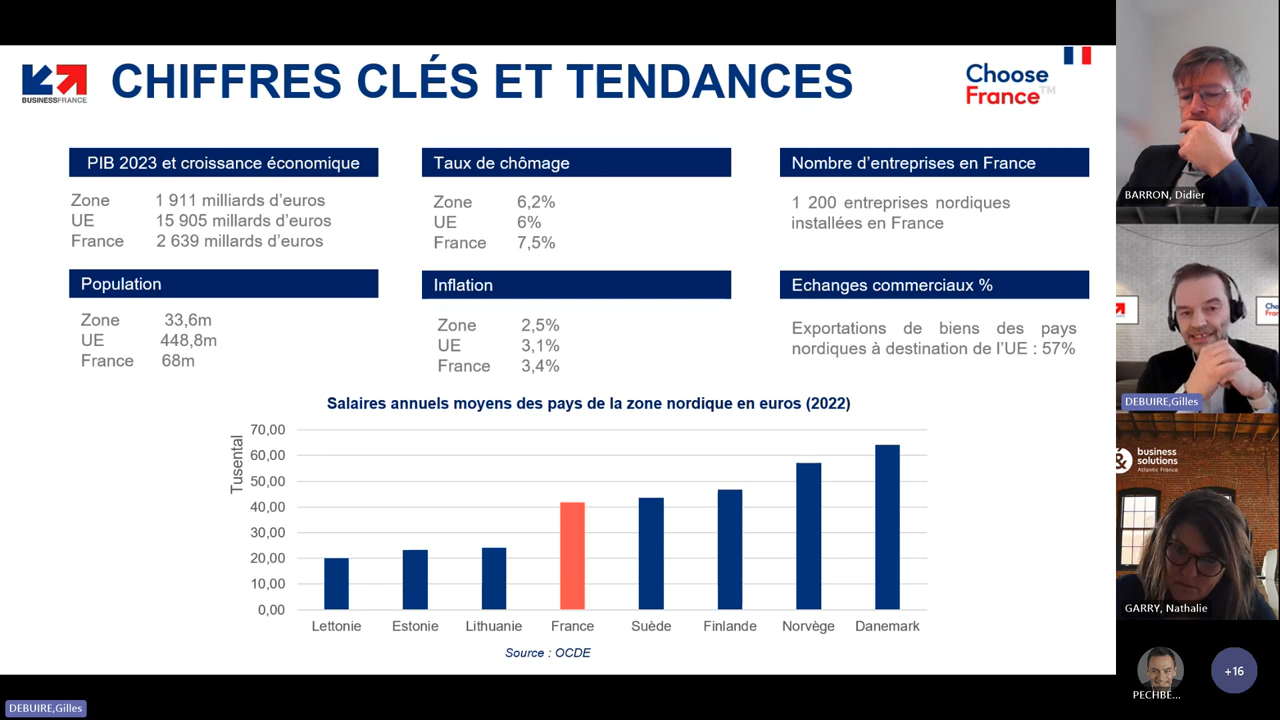 BUSINESSFRANCE
CHIFFRES CLÉS ET TENDANCES
Choose
France™
PIB 2023 et croissance économique
Zone 1 911 milliards d'euros
UE 15 905 millards d'euros
France 2 639 millards d'euros
Taux de chômage
Zone 6,2%
UE 6%
France 7,5%
Nombre d'entreprises en France
1 200 entreprises nordiques
installées en France
Population
Zone 33,6m
UE 448,8m
France 68m
Inflation
Zone 2,5%
UE 3,1%
France 3,4%
Echanges commerciaux %
Exportations de biens des pays
nordiques à destination de l'UE : 57%
Salaires annuels moyens des pays de la zone nordique en euros (2022)
Tusental
70,00
60,00
50,00
40,00
30,00
20,00
10,00
0,00
Lettonie Estonie Lithuanie France Suède Finlande Norvège Danemark
Source : OCDE
BARRON, Didier
Cho
Fra
DEBUIRE,Gilles
&
business
solutions
Atlantic France
GARRY, Nathalie
PECHBE...
+16
DEBUIRE,Gilles